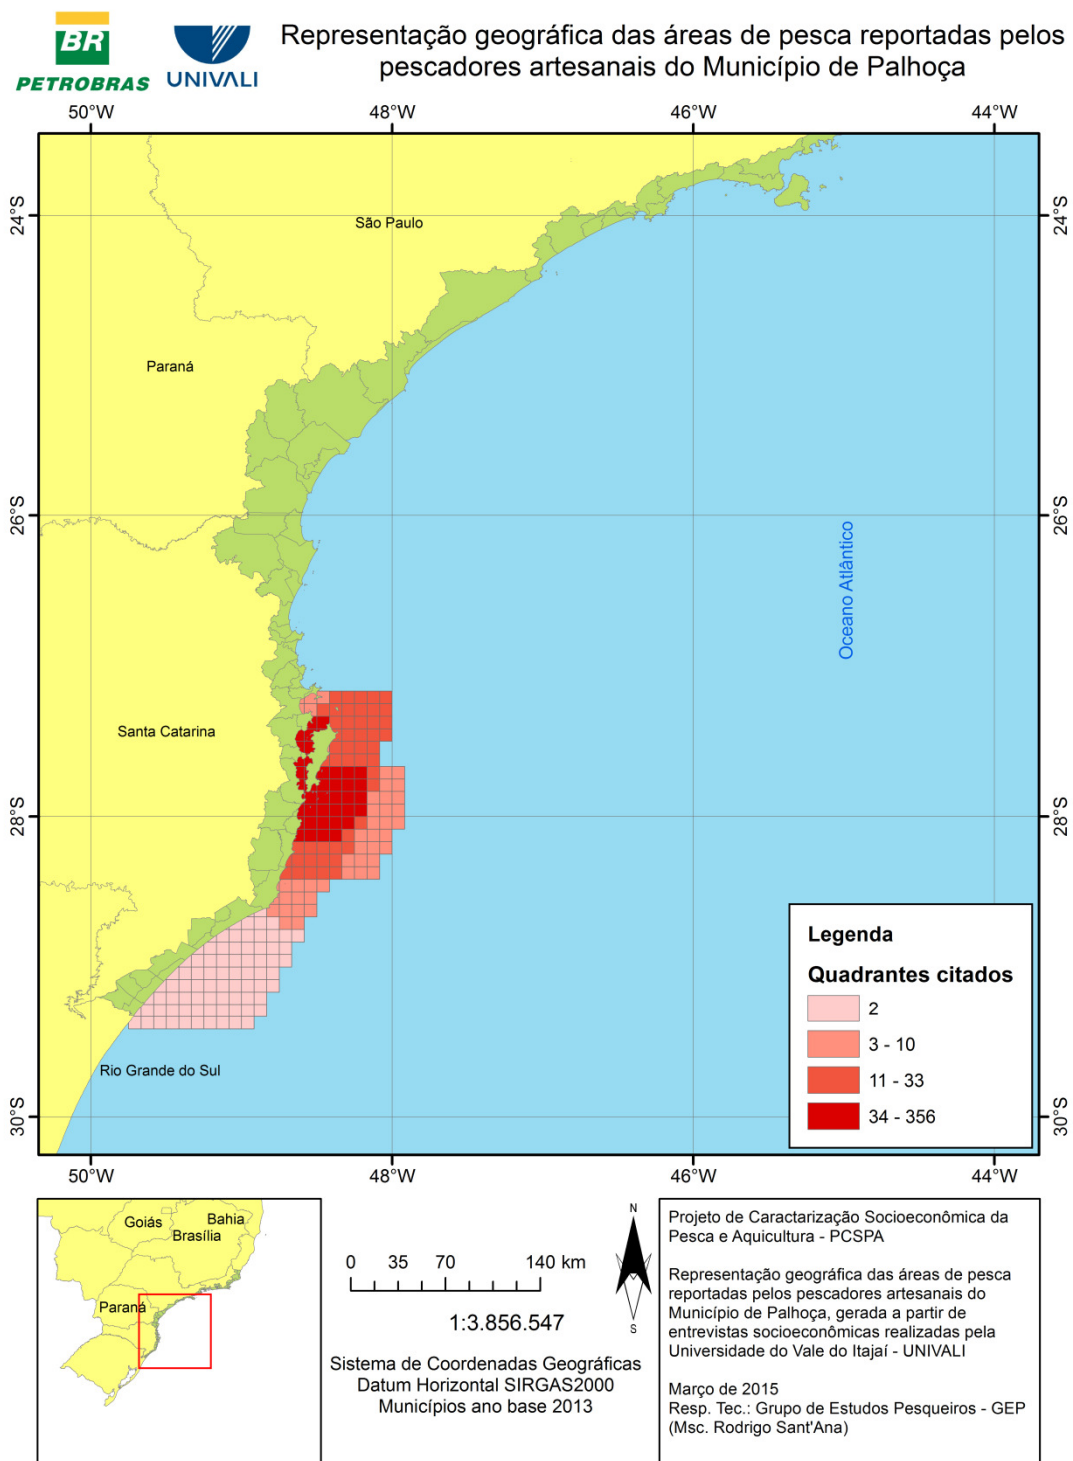 BR
PETROBRAS
UNIVALI
Representação geográfica das áreas de pesca reportadas pelos
pescadores artesanais do Município de Palhoça
50°W 48°W 46°W 44°W
24°S 24°S
São Paulo
Paraná
26°S 26°S
Oceano Atlântico
Santa Catarina
28°S 28°S
Legenda
Quadrantes citados
2
3 - 10
11 - 33
34 - 356
Rio Grande do Sul
30°S 30°S
50°W 48°W 46°W 44°W
Goiás
Bahia
Brasília
Paraná
0 35 70 140 km
1:3.856.547
Sistema de Coordenadas Geográficas
Datum Horizontal SIRGAS2000
Municípios ano base 2013
N
S
Projeto de Caractarização Socioeconômica da
Pesca e Aquicultura - PCSPA
Representação geográfica das áreas de pesca
reportadas pelos pescadores artesanais do
Município de Palhoça, gerada a partir de
entrevistas socioeconômicas realizadas pela
Universidade do Vale do Itajaí - UNIVALI
Março de 2015
Resp. Tec.: Grupo de Estudos Pesqueiros - GEP
(Msc. Rodrigo Sant'Ana)